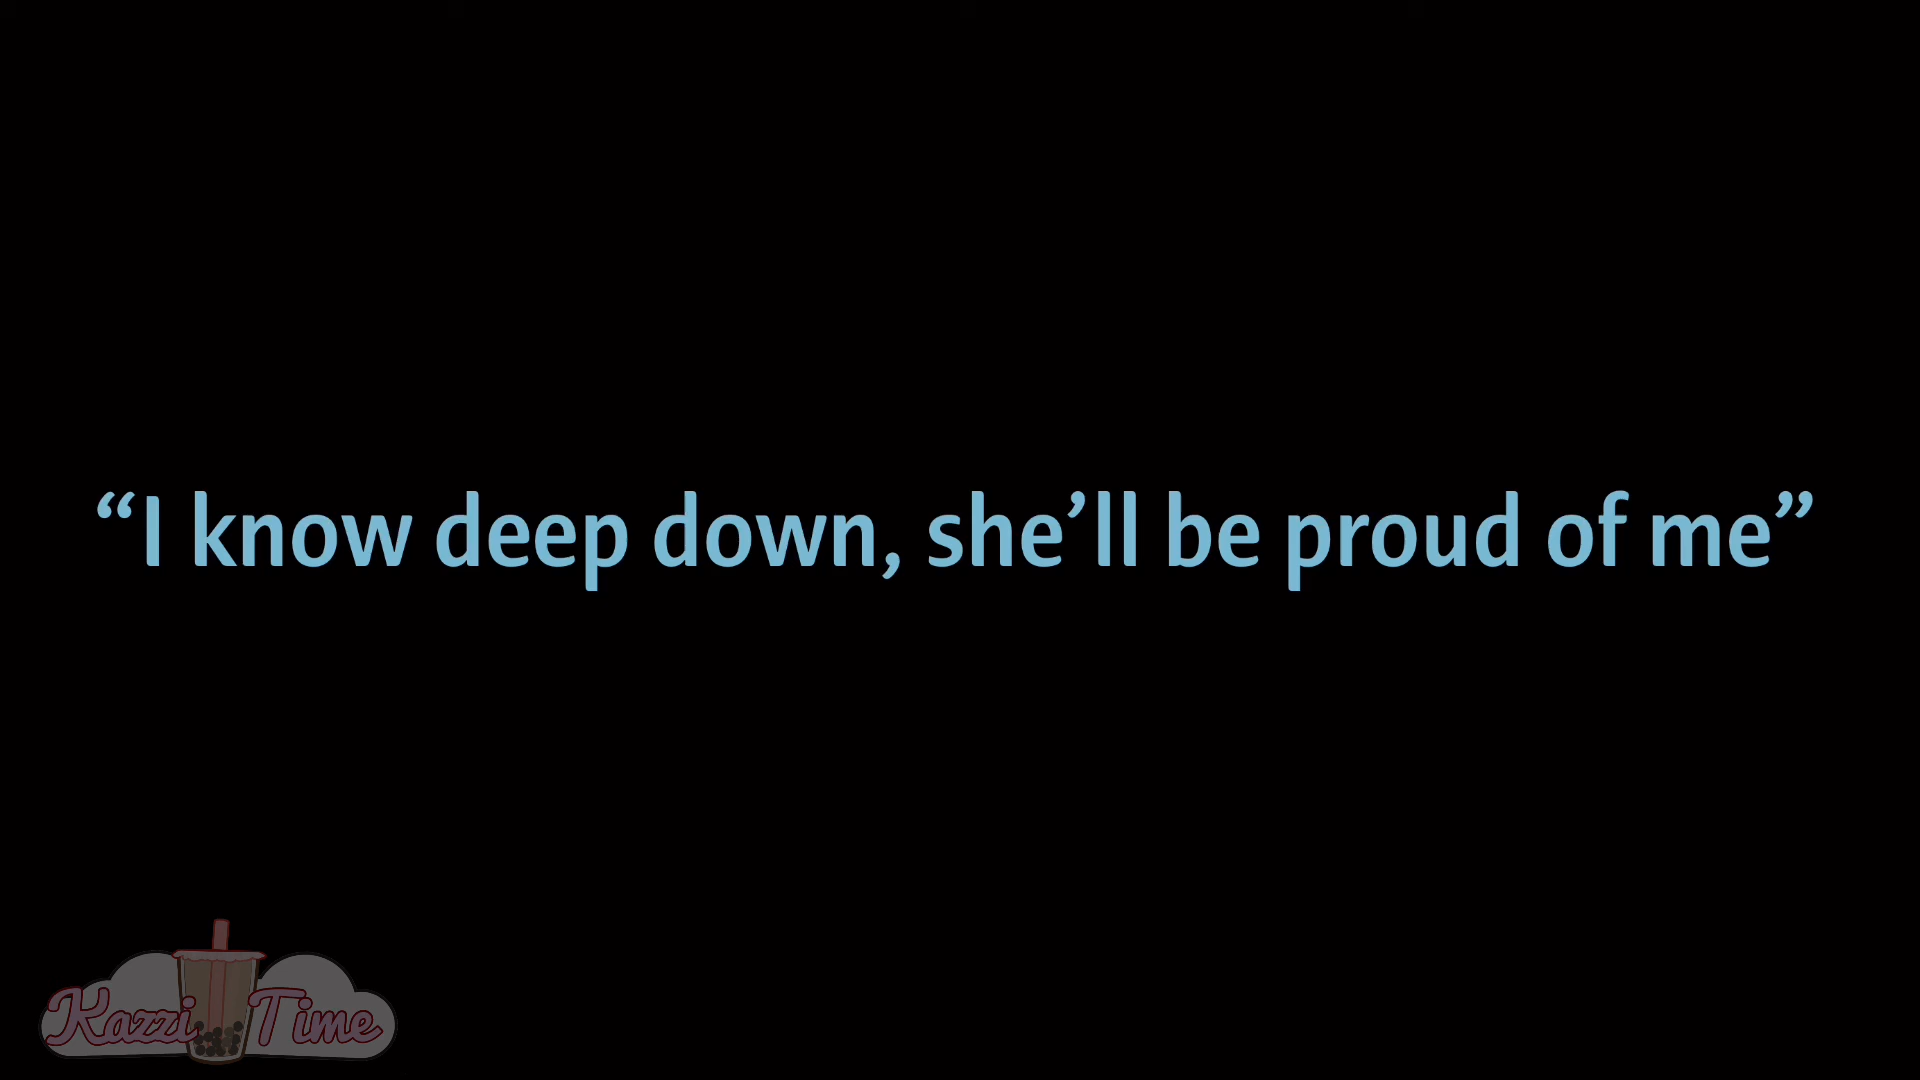 “I know deep down, she’ll be proud of me”
Kazzi Time